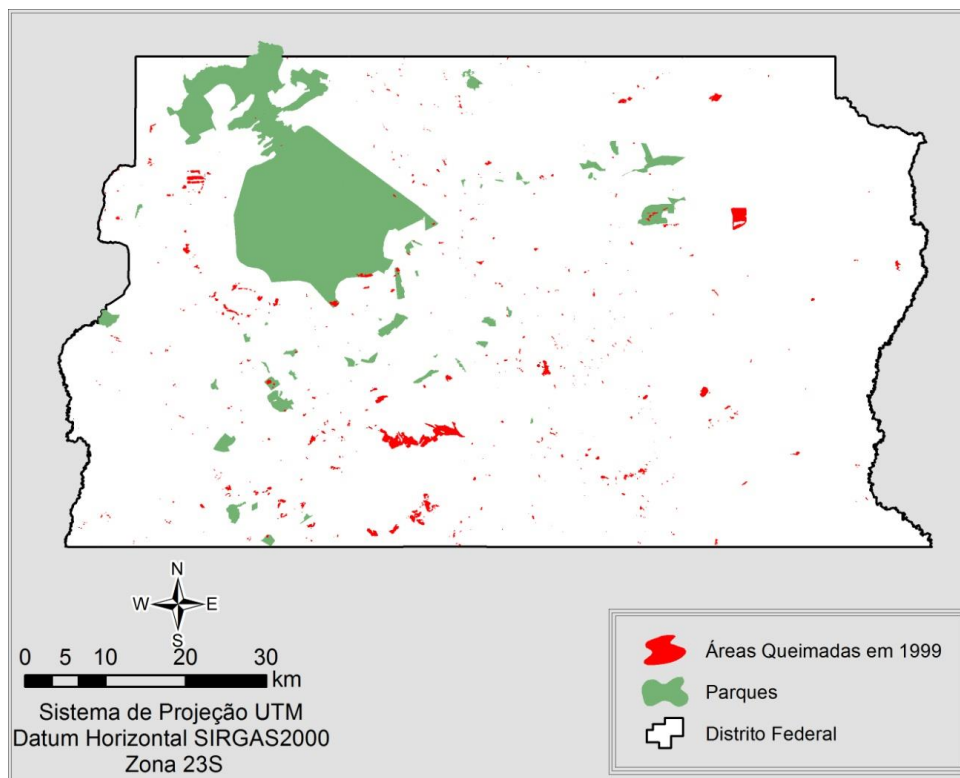 N
W E
S
0 5 10 20 30
km
Sistema de Projeção UTM
Datum Horizontal SIRGAS2000
Zona 23S
Áreas Queimadas em 1999
Parques
Distrito Federal